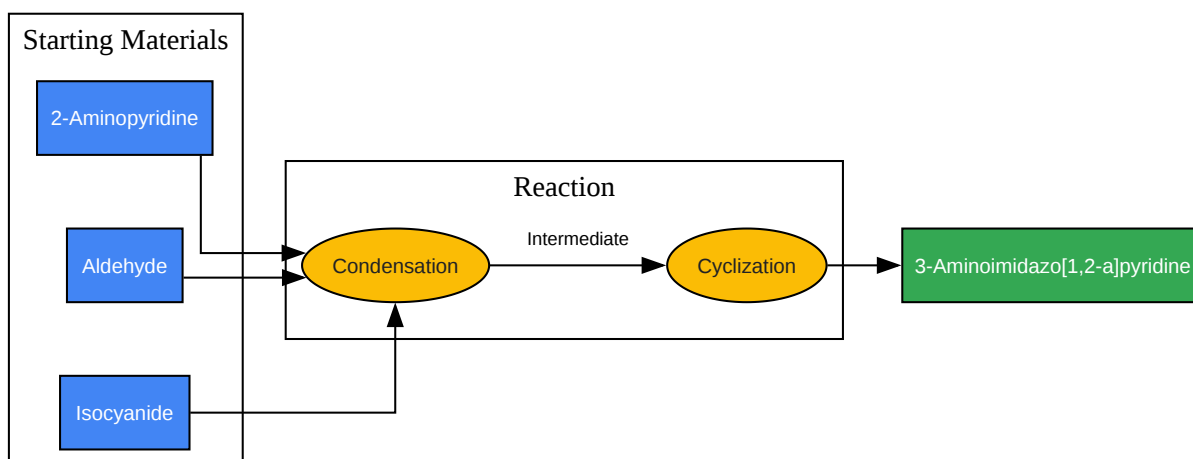 Starting Materials
2-Aminopyridine
Aldehyde
Isocyanide
Reaction
Condensation
Intermediate
Cyclization
3-Aminoimidazo[1,2-a]pyridine